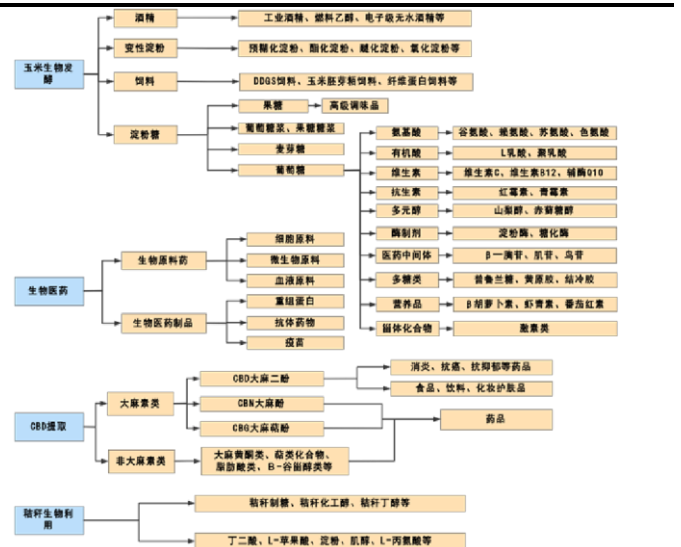 酒精
工业酒精、燃料乙醇、电子级无水酒精等
变性淀粉
预糊化淀粉、酯化淀粉、醚化淀粉、氧化淀粉等
玉米生物发
酵
饲料
DDGS饲料、玉米胚芽粕饲料、纤维蛋白饲料等
淀粉糖
果糖
高级调味品
葡萄糖浆、果糖糖浆
麦芽糖
葡萄糖
氨基酸
谷氨酸、赖氨酸、苏氨酸、色氨酸
有机酸
L乳酸、聚乳酸
维生素
维生素C、维生素B12、辅酶Q10
抗生素
红霉素、青霉素
多元醇
山梨醇、赤藓糖醇
酶制剂
淀粉酶、糖化酶
医药中间体
β一胸苷、肌苷、鸟苷
多糖类
普鲁兰糖、黄原胶、结冷胶
营养品
β胡萝卜素、虾青素、番茄红素
甾体化合物
激素类
生物医药
生物原料药
细胞原料
微生物原料
血液原料
生物医药制品
重组蛋白
抗体药物
疫苗
CBD提取
大麻素类
CBD大麻二酚
消炎、抗癌、抗抑郁等药品
食品、饮料、化妆护肤品
CBN大麻酚
CBG大麻萜酚
药品
非大麻素类
大麻黄酮类、萜类化合物、
脂肪酸类、B-谷甾醇类等
秸秆生物利
用
秸秆制糖、秸秆化工醇、秸秆丁醇等
丁二酸、L-苹果酸、淀粉、肌醇、L-丙氨酸等